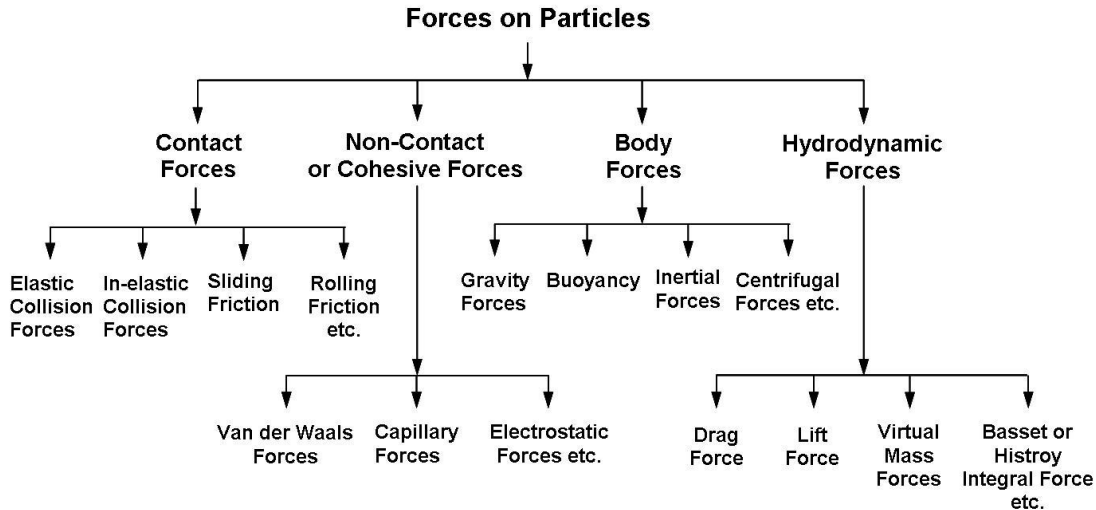 Forces on Particles
Contact
Forces
Non-Contact
or Cohesive Forces
Body
Forces
Hydrodynamic
Forces
Elastic
Collision
Forces
In-elastic
Collision
Forces
Sliding
Friction
Rolling
Friction
etc.
Gravity
Forces
Buoyancy
Inertial
Forces
Centrifugal
Forces etc.
Van der Waals
Forces
Capillary
Forces
Electrostatic
Forces etc.
Drag
Force
Lift
Force
Virtual
Mass
Forces
Basset or
Histroy
Integral Force
etc.